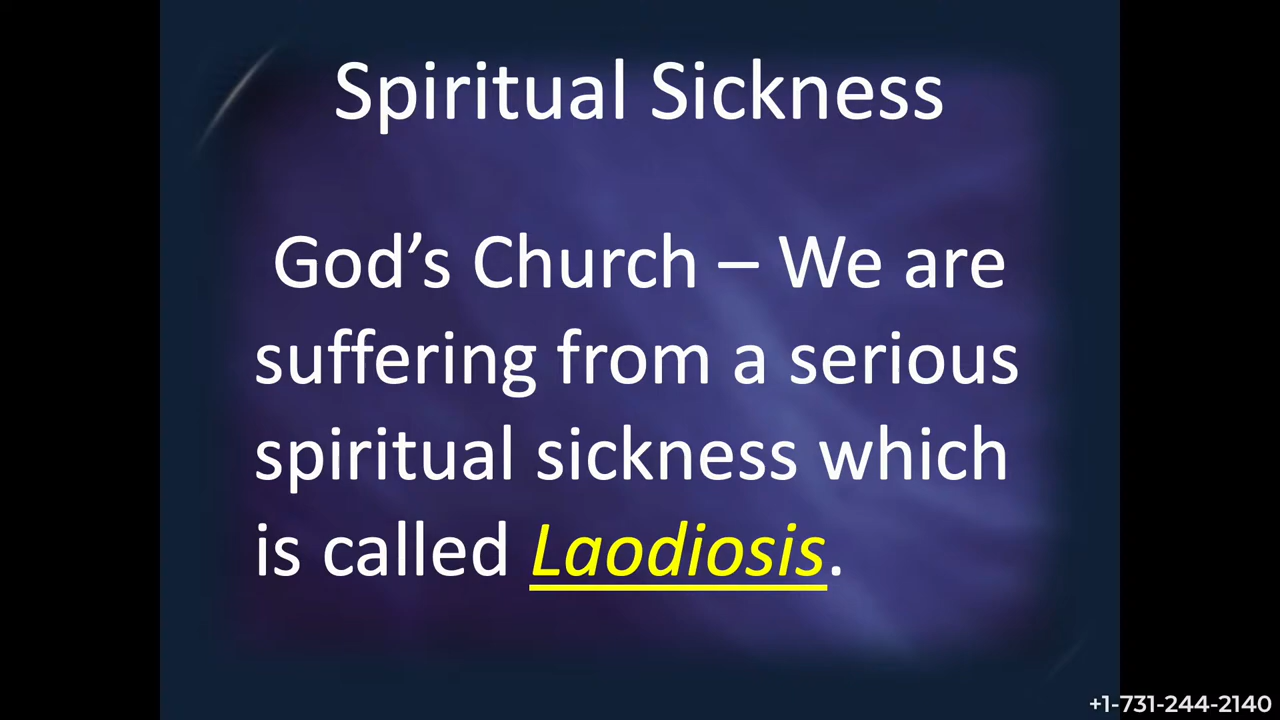 Spiritual Sickness
God’s Church – We are
suffering from a serious
spiritual sickness which
is called Laodiosis.
+1-731-244-2140